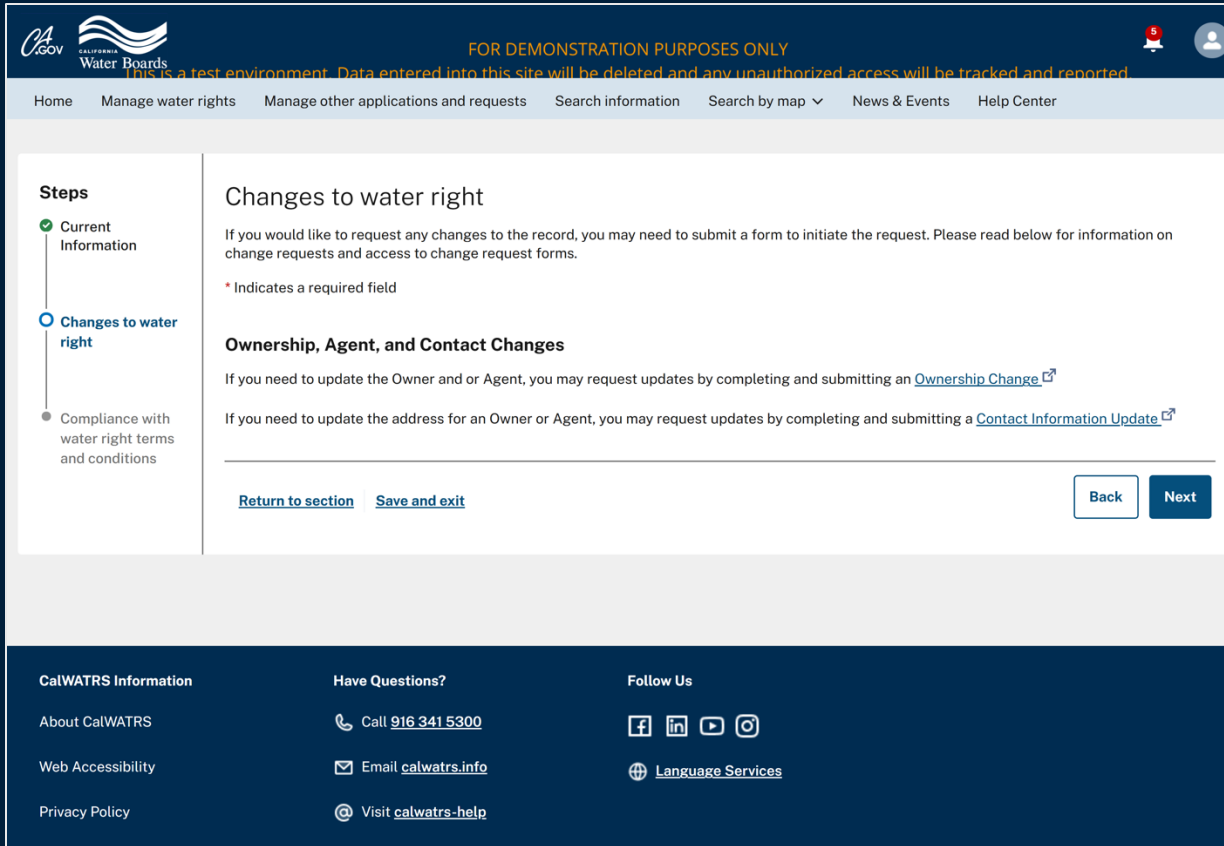 CA
.GOV
CALIFORNIA
Water Boards
FOR DEMONSTRATION PURPOSES ONLY
This is a test environment. Data entered into this site will be deleted and any unauthorized access will be tracked and reported.
5
Home Manage water rights Manage other applications and requests Search information Search by map News & Events Help Center
Steps
Current
Information
Changes to water
right
Compliance with
water right terms
and conditions
Changes to water right
If you would like to request any changes to the record, you may need to submit a form to initiate the request. Please read below for information on
change requests and access to change request forms.
* Indicates a required field
Ownership, Agent, and Contact Changes
If you need to update the Owner and or Agent, you may request updates by completing and submitting an Ownership Change
If you need to update the address for an Owner or Agent, you may request updates by completing and submitting a Contact Information Update
Return to section Save and exit Back Next
CalWATRS Information
About CalWATRS
Web Accessibility
Privacy Policy
Have Questions?
Call 916 341 5300
Email calwatrs.info
Visit calwatrs-help
Follow Us
Language Services